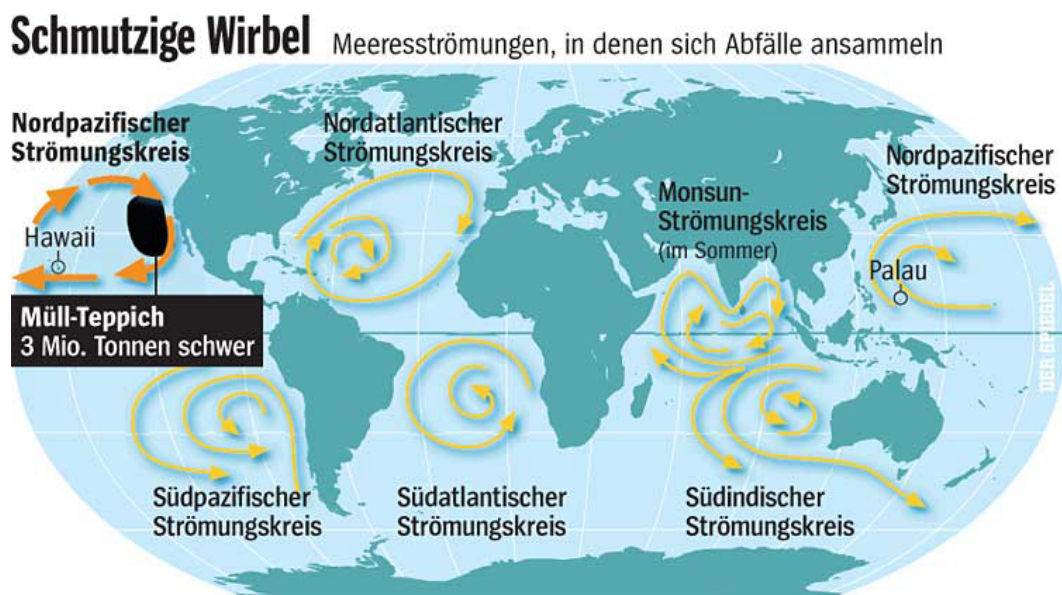 Schmutzige Wirbel Meeresströmungen, in denen sich Abfälle ansammeln
Nordpazifischer
Strömungskreis
Nordatlantischer
Strömungskreis
Nordpazifischer
Strömungskreis
Monsun-
Strömungskreis
(im Sommer)
Hawaii
Palau
Müll-Teppich
3 Mio. Tonnen schwer
DER SPIEGEL
Südpazifischer
Strömungskreis
Südatlantischer
Strömungskreis
Südindischer
Strömungskreis